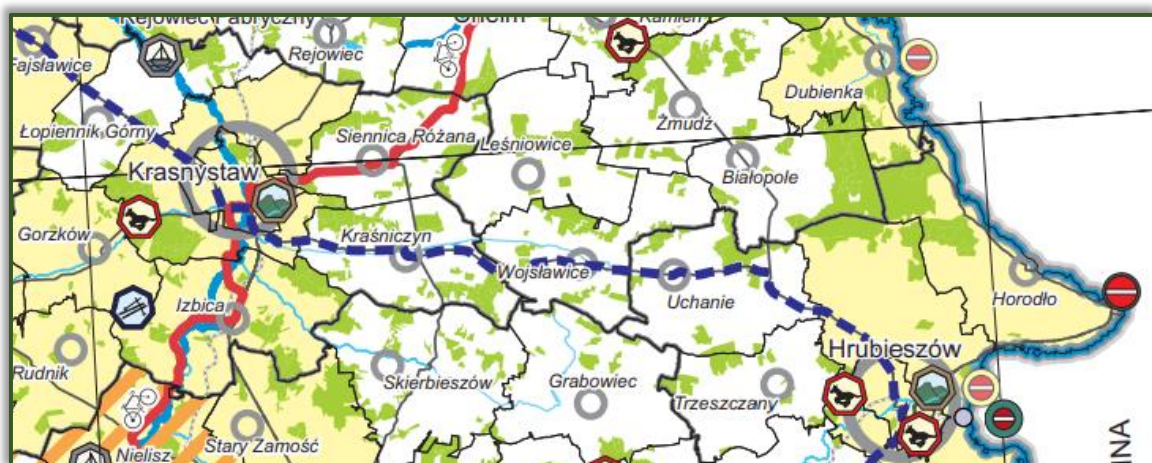 Rejowiec Fabryczny
Chełm
Kamień
Fajsławice
Rejowiec
Dubienka
Łopiennik Górny
Siennica Różana
Leśniowice
Żmudź
Krasnystaw
Białopole
Gorzków
Kraśniczyn
Wojsławice
Uchanie
Horodło
Izbica
Hrubieszów
Rudnik
Skierbieszów
Grabowiec
Trzeszczany
Stary Zamość
Nielisz
INA